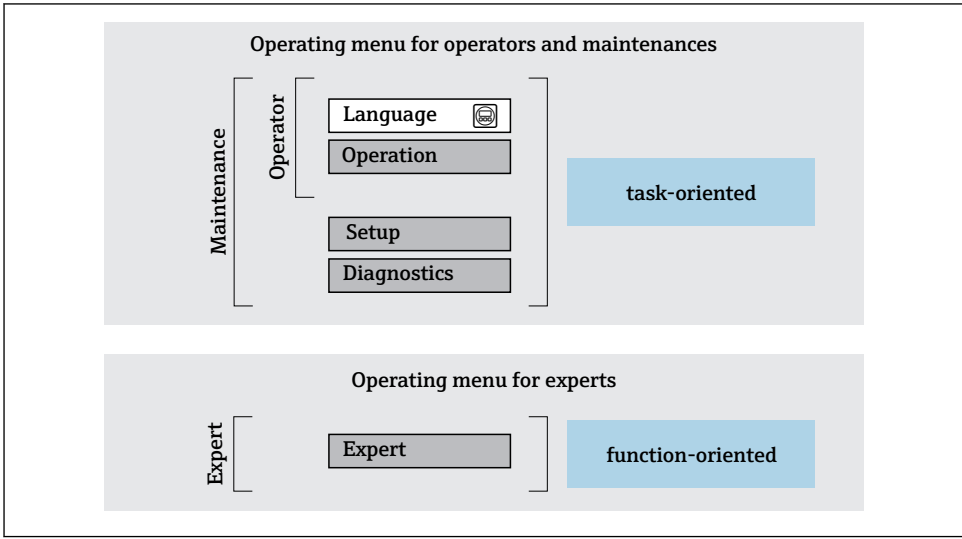 Operating menu for operators and maintenances
Maintenance
Operator
Language
Operation
Setup
Diagnostics
task-oriented
Operating menu for experts
Expert
Expert
function-oriented